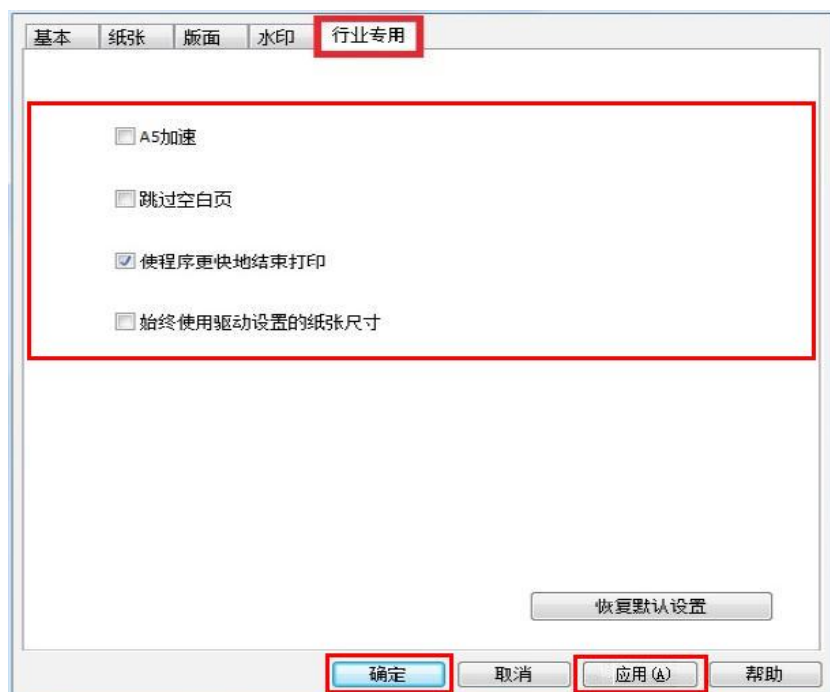 基本 纸张 版面 水印 行业专用
A5加速
跳过空白页
使程序更快地结束打印
始终使用驱动设置的纸张尺寸
恢复默认设置
确定 取消 应用(A) 帮助